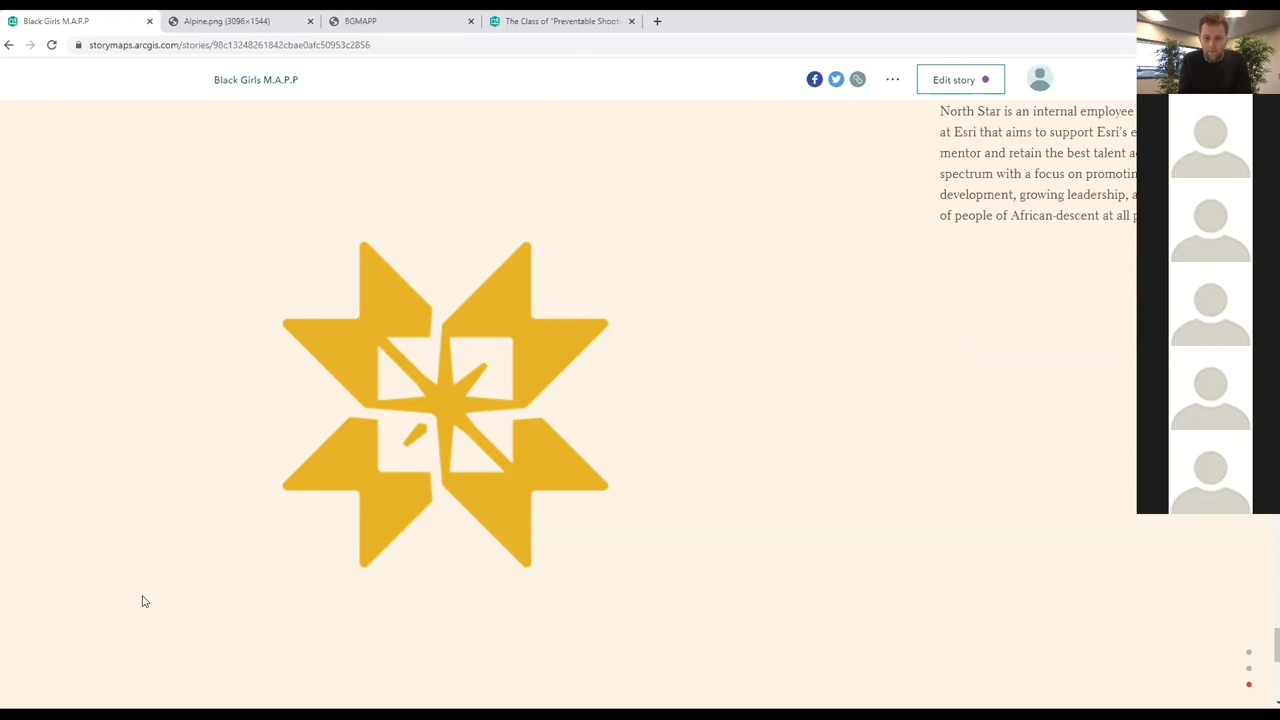 Black Girls M.A.P.P
Alpine.png (3096×1544)
BGMAPP
The Class of "Preventable Shoot
storymaps.arcgis.com/stories/98c13248261842cbae0afc50953c2856
Black Girls M.A.P.P
Edit story
North Star is an internal employee
at Esri that aims to support Esri's e
mentor and retain the best talent a
spectrum with a focus on promotin
development, growing leadership, a
of people of African-descent at all p